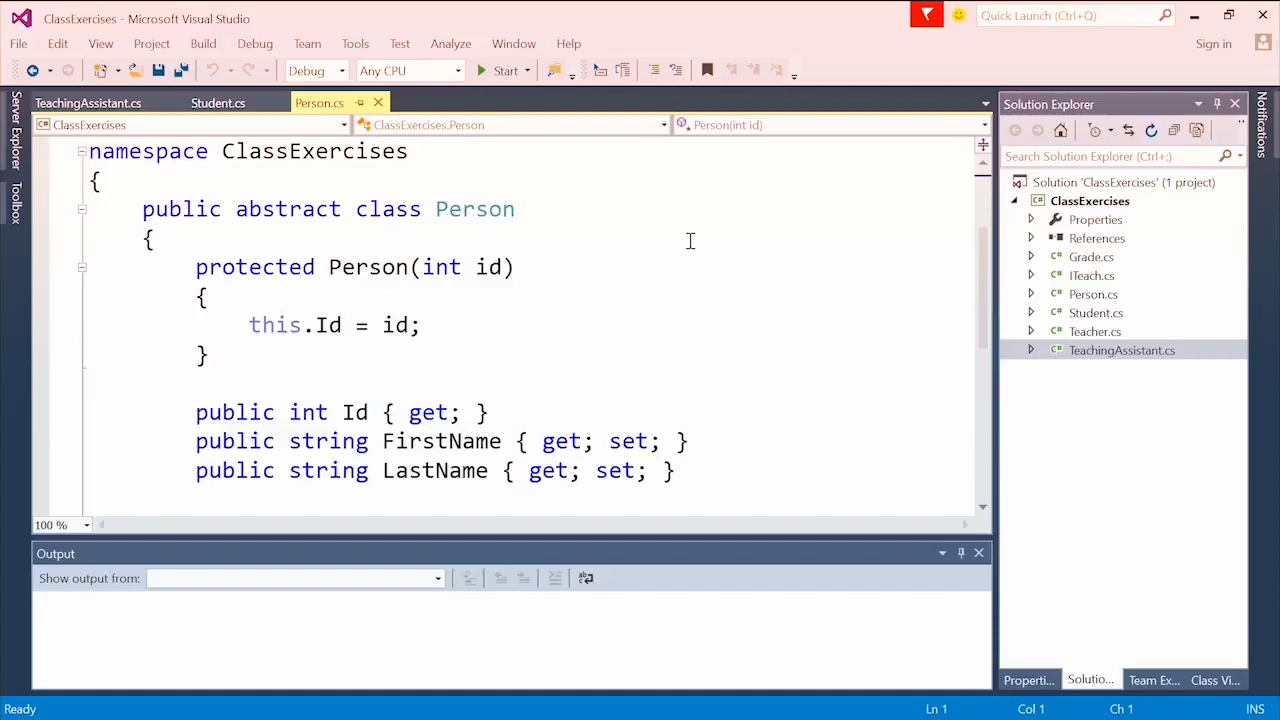 ClassExercises - Microsoft Visual Studio
Quick Launch (Ctrl+Q)
File Edit View Project Build Debug Team Tools Test Analyze Window Help
Sign in
Debug Any CPU Start
Server Explorer
Toolbox
TeachingAssistant.cs Student.cs Person.cs
ClassExercises ClassExercises.Person Person(int id)
namespace ClassExercises
{
public abstract class Person
{
protected Person(int id)
{
this.Id = id;
}
public int Id { get; }
public string FirstName { get; set; }
public string LastName { get; set; }
100 %
Output
Show output from:
Solution Explorer
Search Solution Explorer (Ctrl+;)
Solution 'ClassExercises' (1 project)
ClassExercises
Properties
References
Grade.cs
ITeach.cs
Person.cs
Student.cs
Teacher.cs
TeachingAssistant.cs
Properti... Solutio... Team Ex... Class Vi...
Notifications
Ready Ln 1 Col 1 Ch 1 INS